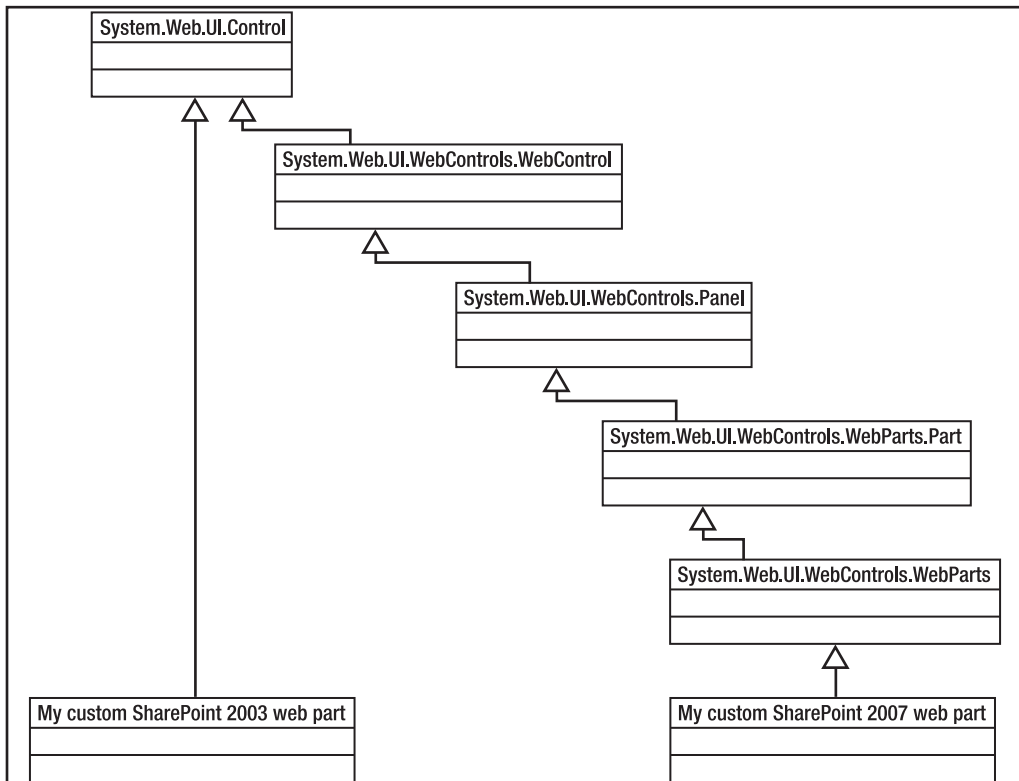 System.Web.UI.Control
System.Web.UI.WebControls.WebControl
System.Web.UI.WebControls.Panel
System.Web.UI.WebControls.WebParts.Part
System.Web.UI.WebControls.WebParts
My custom SharePoint 2003 web part
My custom SharePoint 2007 web part